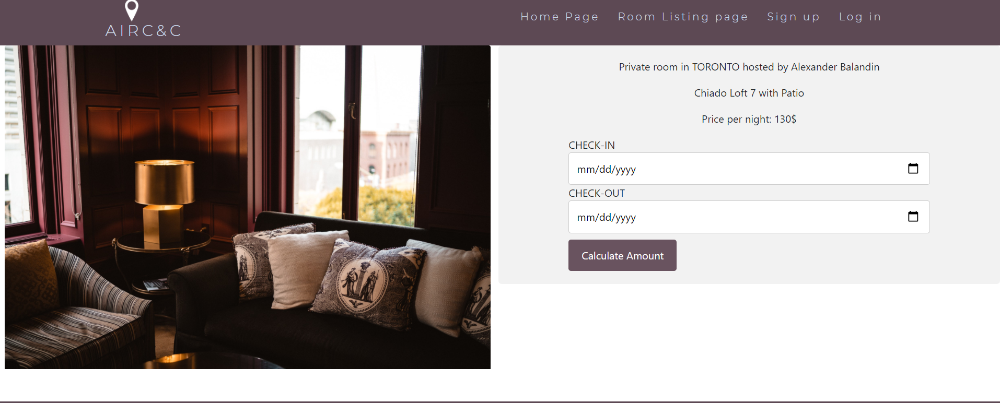 AIRC&C
Home Page Room Listing page Sign up Log in
Private room in TORONTO hosted by Alexander Balandin
Chiado Loft 7 with Patio
Price per night: 130$
CHECK-IN
mm/dd/yyyy
CHECK-OUT
mm/dd/yyyy
Calculate Amount